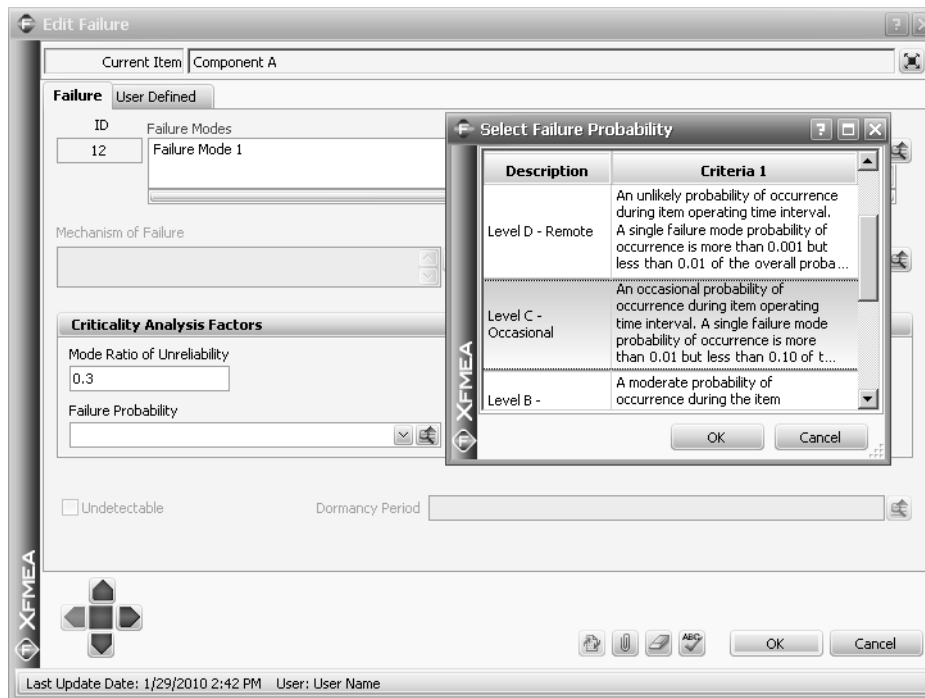 Edit Failure
Current Item Component A
Failure User Defined
ID Failure Modes
12 Failure Mode 1
Mechanism of Failure
Criticality Analysis Factors
Mode Ratio of Unreliability
0.3
Failure Probability
Undetectable Dormancy Period
Select Failure Probability
Description Criteria 1
Level D - Remote
An unlikely probability of occurrence
during item operating time interval.
A single failure mode probability of
occurrence is more than 0.001 but
less than 0.01 of the overall proba...
Level C -
Occasional
An occasional probability of
occurrence during item operating
time interval. A single failure mode
probability of occurrence is more
than 0.01 but less than 0.10 of t...
Level B -
A moderate probability of
occurrence during the item
OK Cancel
XFMEA
XFMEA
ABC
OK Cancel
Last Update Date: 1/29/2010 2:42 PM User: User Name